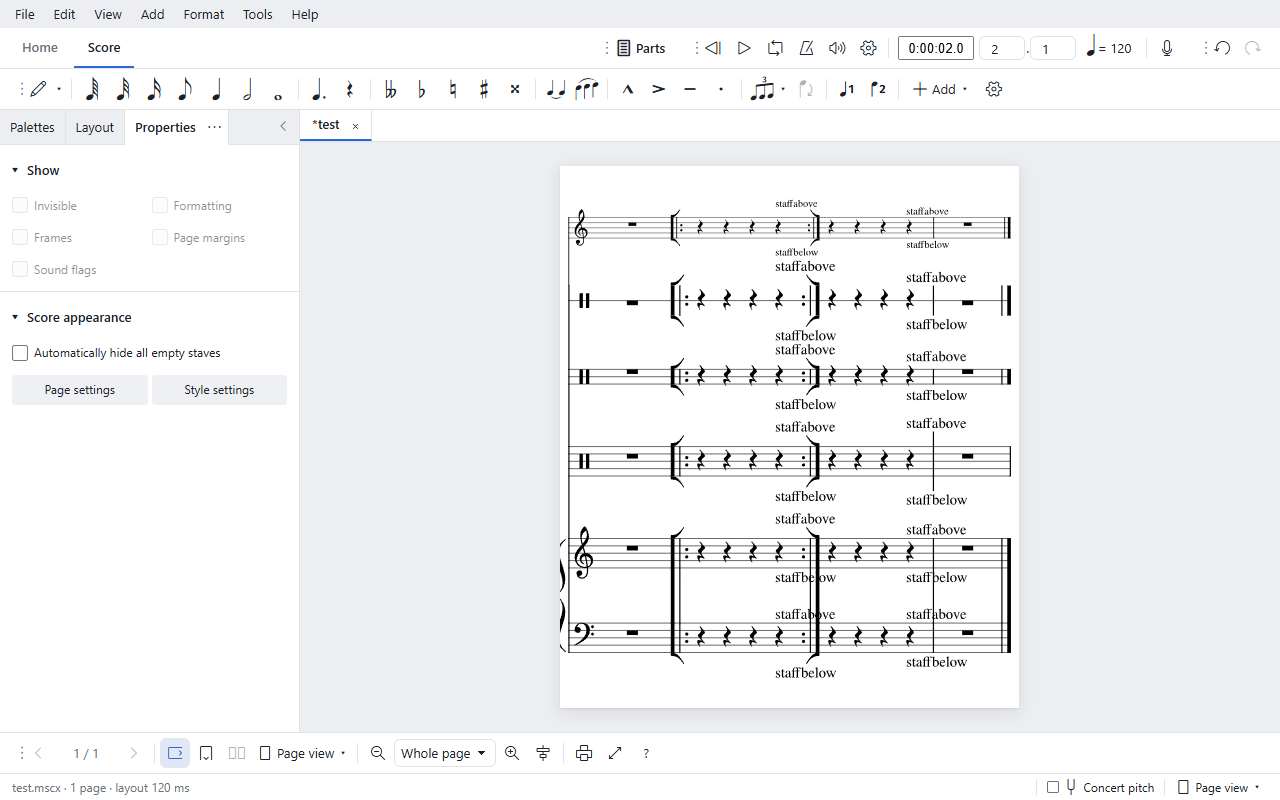 File Edit View Add Format Tools Help
Home Score Parts 0:00:02.0 2 . 1 = 120
3 1 2 Add
Palettes Layout Properties ··· *test ×
Show
Invisible Formatting
Frames Page margins
Sound flags
Score appearance
Automatically hide all empty staves
Page settings Style settings
staffabove
staffabove
staffbelow
staffbelow
staffabove
staffabove
staffbelow
staffbelow
staffabove
staffabove
staffbelow
staffbelow
staffabove
staffabove
staffbelow
staffbelow
staffabove
staffabove
staffbelow staffbelow
staffabove staffabove
staffbelow
staffbelow
1 / 1 Page view Whole page ?
test.mscx · 1 page · layout 120 ms Concert pitch Page view